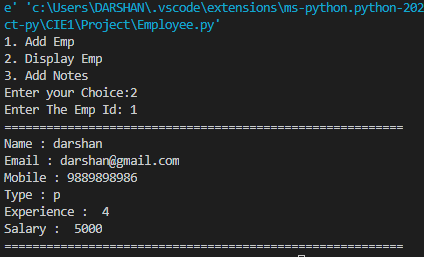 e' 'c:\Users\DARSHAN\.vscode\extensions\ms-python.python-202
ct-py\CIE1\Project\Employee.py'
1. Add Emp
2. Display Emp
3. Add Notes
Enter your Choice:2
Enter The Emp Id: 1
=========================================================
Name : darshan
Email : darshan@gmail.com
Mobile : 9889898986
Type : p
Experience :  4
Salary :  5000
=========================================================